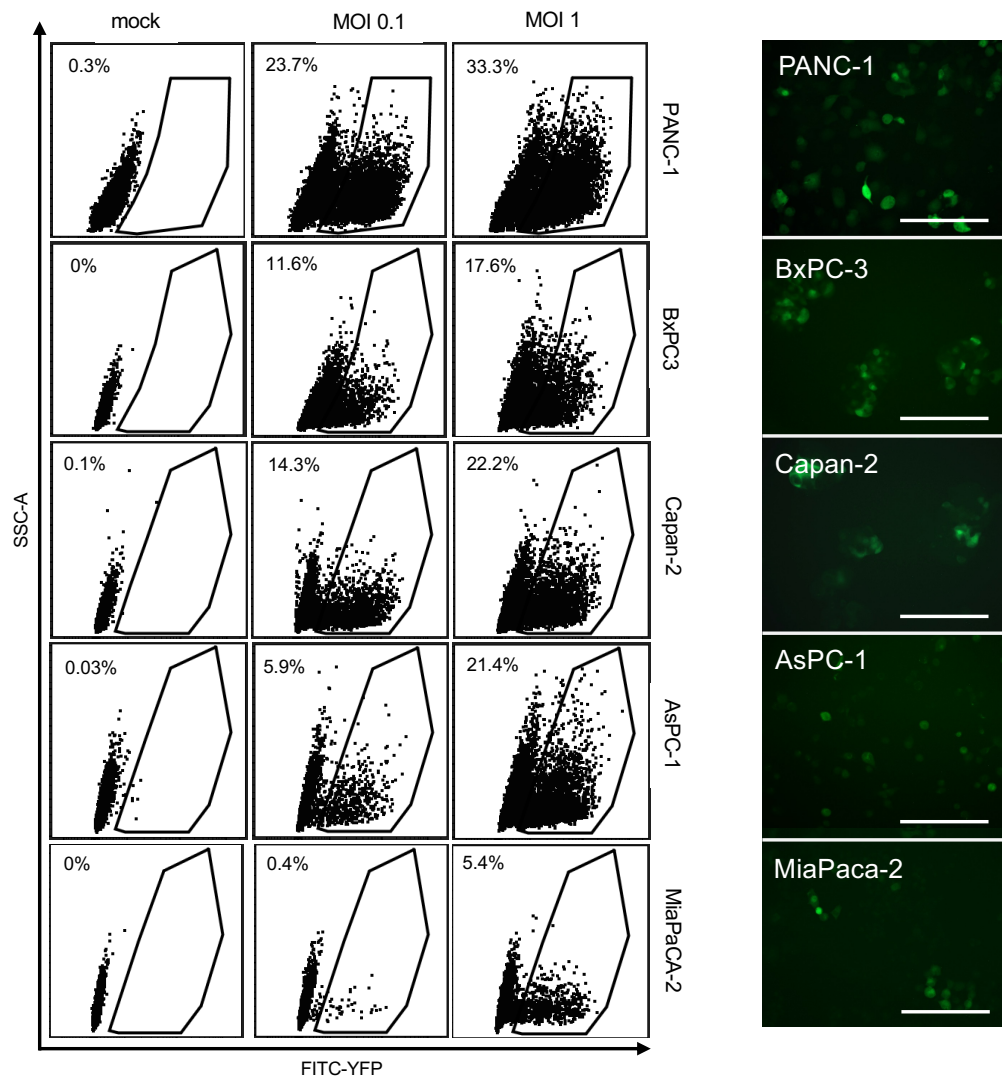 mock MOI 0.1 MOI 1
0.3% 23.7% 33.3% PANC-1
0% 11.6% 17.6% BxPC3
0.1% 14.3% 22.2% Capan-2
0.03% 5.9% 21.4% AsPC-1
0% 0.4% 5.4% MiaPaCA-2
SSC-A
FITC-YFP
PANC-1
BxPC-3
Capan-2
AsPC-1
MiaPaca-2